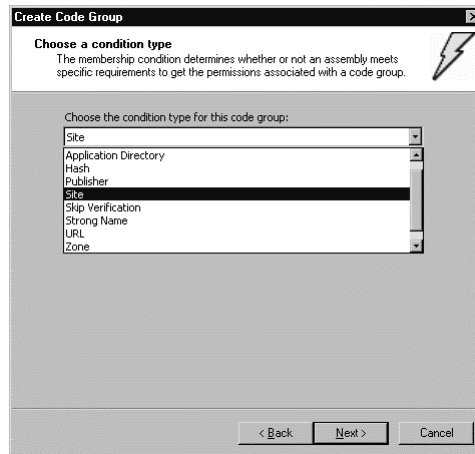 Create Code Group
Choose a condition type
The membership condition determines whether or not an assembly meets
specific requirements to get the permissions associated with a code group.
Choose the condition type for this code group:
Site
Application Directory
Hash
Publisher
Site
Skip Verification
Strong Name
URL
Zone
< Back
Next >
Cancel